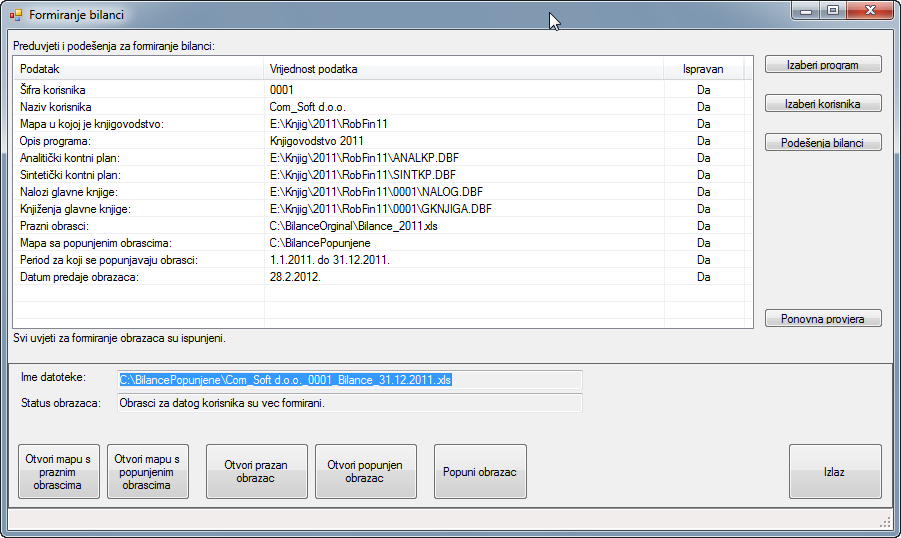 Formiranje bilanci
Preduvjeti i podešenja za formiranje bilanci:
Podatak Vrijednost podatka Ispravan
Šifra korisnika 0001 Da
Naziv korisnika Com_Soft d.o.o. Da
Mapa u kojoj je knjigovodstvo: E:\Knjig\2011\RobFin11 Da
Opis programa: Knjigovodstvo 2011 Da
Analitički kontni plan: E:\Knjig\2011\RobFin11\ANALKP.DBF Da
Sintetički kontni plan: E:\Knjig\2011\RobFin11\SINTKP.DBF Da
Nalozi glavne knjige: E:\Knjig\2011\RobFin11\0001\NALOG.DBF Da
Knjiženja glavne knjige: E:\Knjig\2011\RobFin11\0001\GKNJIGA.DBF Da
Prazni obrasci: C:\BilanceOrginal\Bilance_2011.xls Da
Mapa sa popunjenim obrascima: C:\BilancePopunjene Da
Period za koji se popunjavaju obrasci: 1.1.2011. do 31.12.2011. Da
Datum predaje obrazaca: 28.2.2012. Da
Izaberi program
Izaberi korisnika
Podešenja bilanci
Ponovna provjera
Svi uvjeti za formiranje obrazaca su ispunjeni.
Ime datoteke: C:\BilancePopunjene\Com_Soft d.o.o._0001_Bilance_31.12.2011..xls
Status obrazaca: Obrasci za datog korisnika su vec formirani.
Otvori mapu s
praznim
obrascima
Otvori mapu s
popunjenim
obrascima
Otvori prazan
obrazac
Otvori popunjen
obrazac
Popuni obrazac
Izlaz